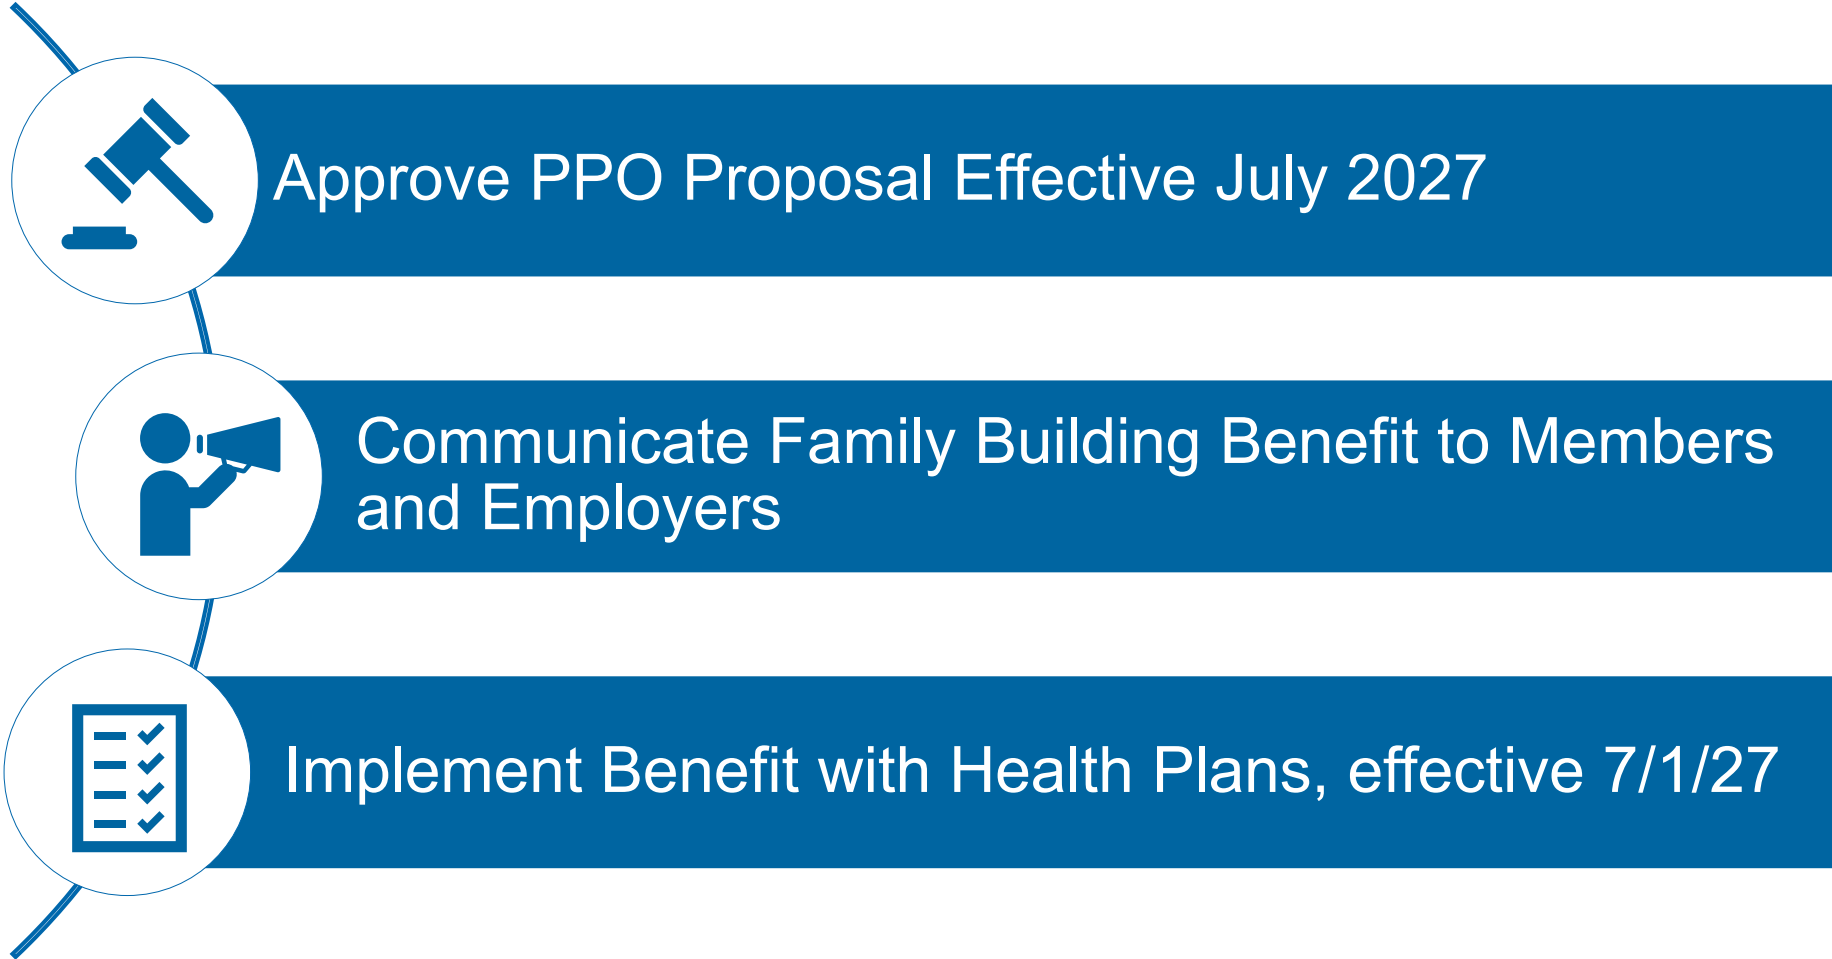 Approve PPO Proposal Effective July 2027
Communicate Family Building Benefit to Members
and Employers
Implement Benefit with Health Plans, effective 7/1/27